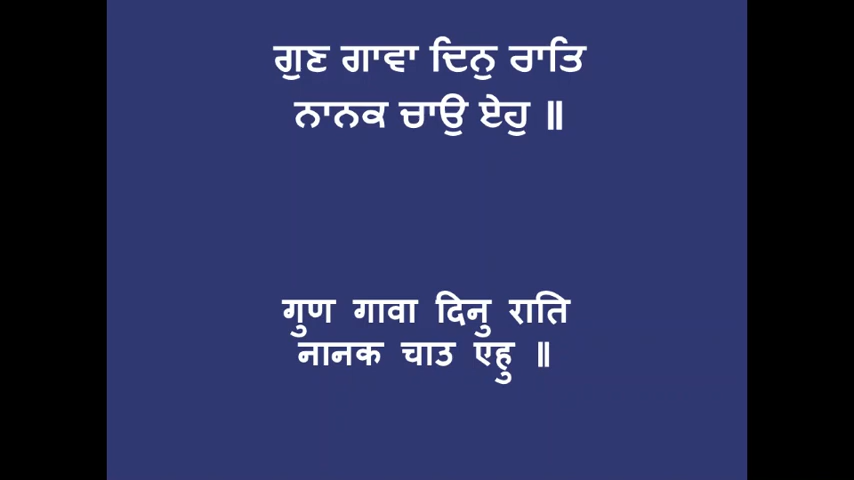 ਗੁਣ ਗਾਵਾ ਦਿਨੁ ਰਾਤਿ
ਨਾਨਕ ਚਾਉ ਏਹੁ ॥
गुण गावा दिनु राति
नानक चाउ एहु ॥